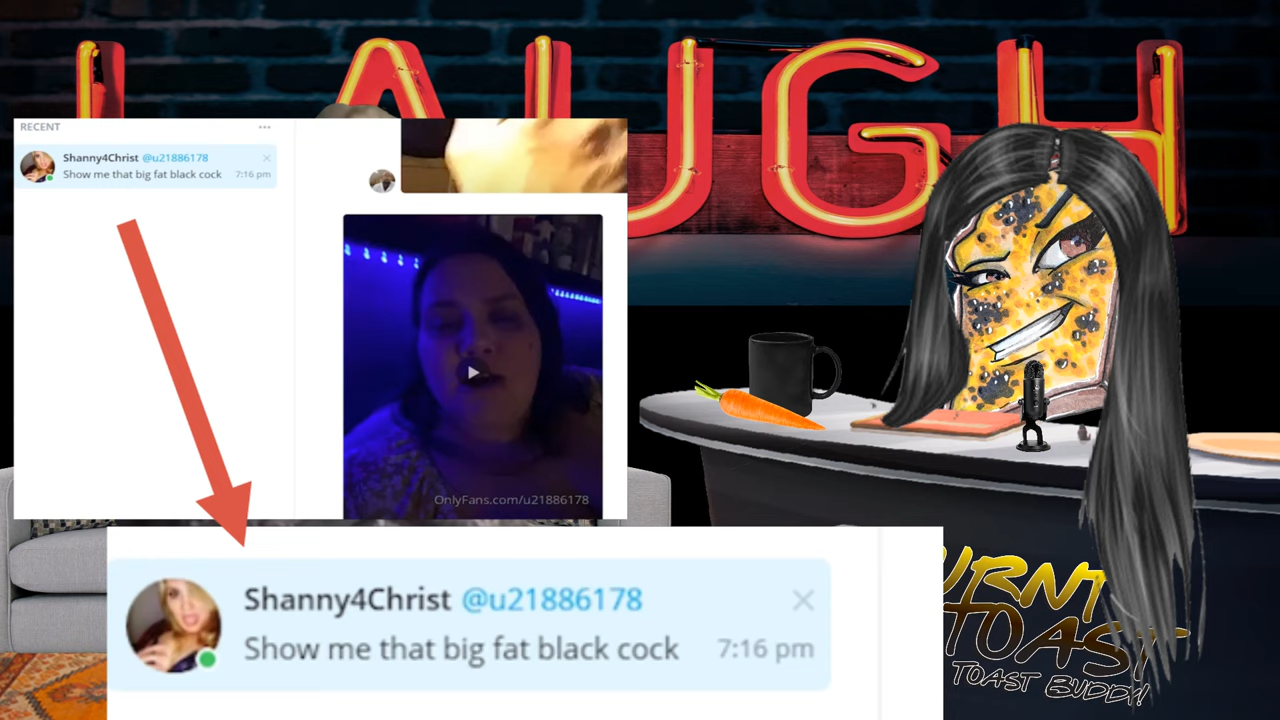 LAUGH
RECENT
Shanny4Christ @u21886178
Show me that big fat black cock 7:16 pm
OnlyFans.com/u21886178
Shanny4Christ @u21886178
Show me that big fat black cock 7:16 pm
URNT
TOAST
TOAST BUDDY!